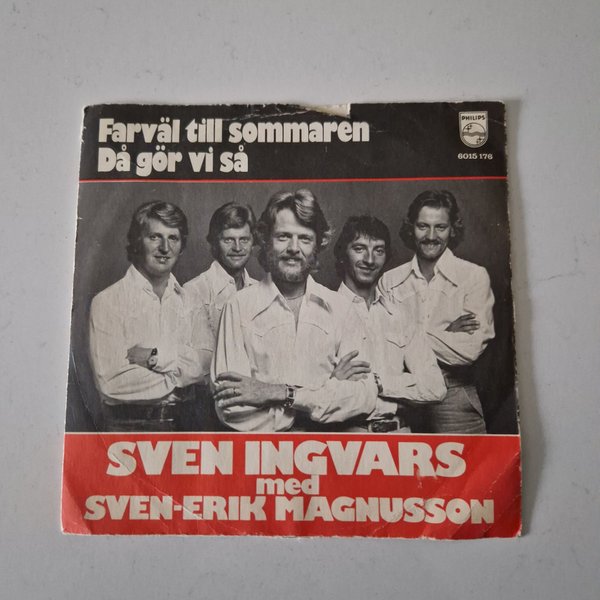 Farväl till sommaren
Då gör vi så
PHILIPS
6015 176
SVEN INGVARS
med
SVEN-ERIK MAGNUSSON